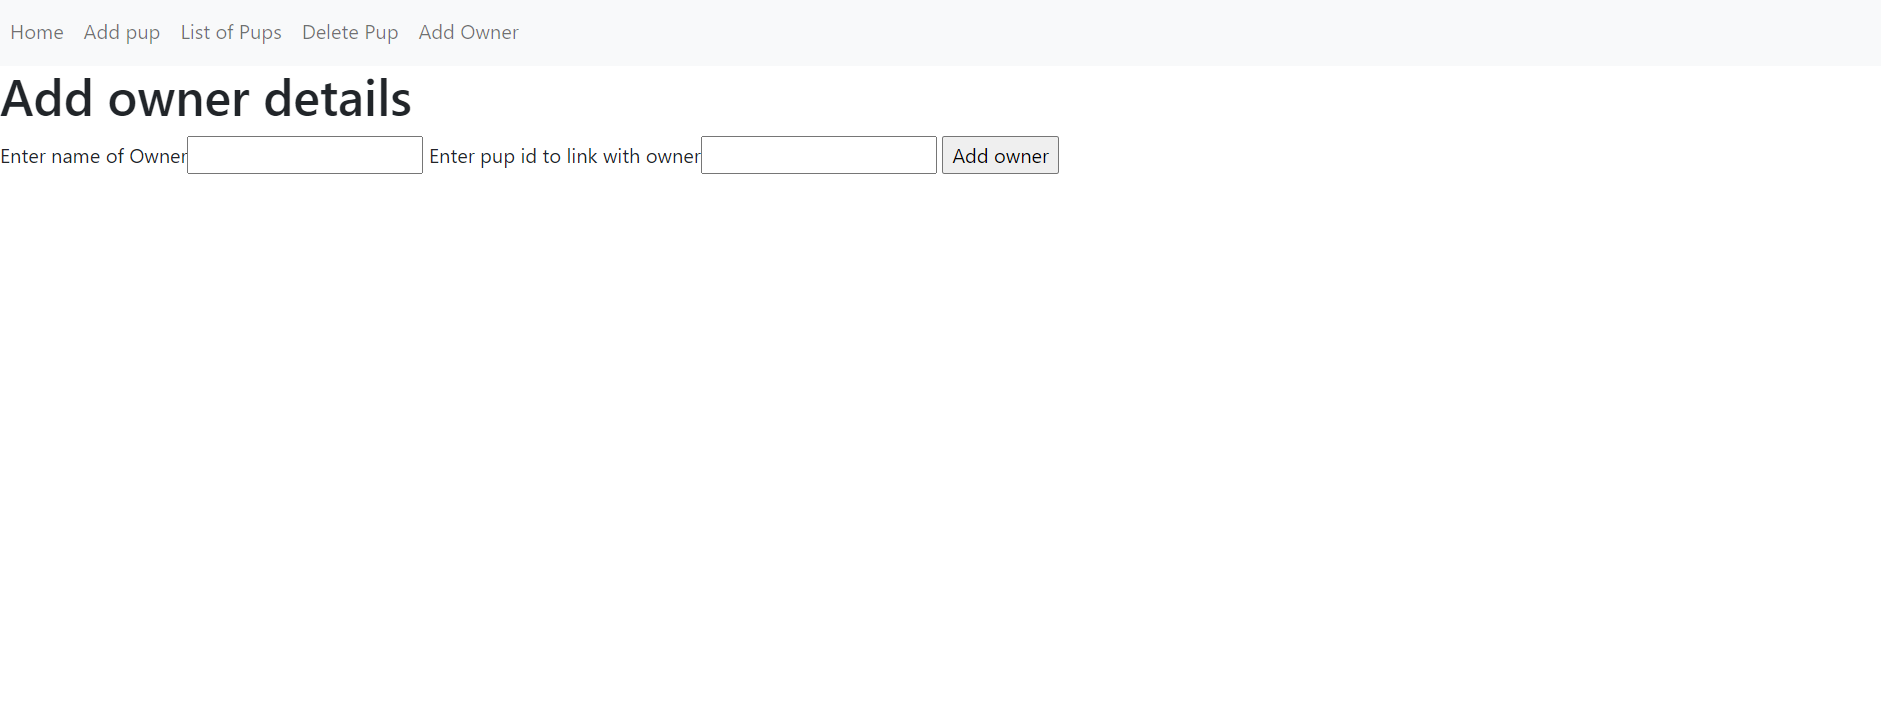 Home Add pup List of Pups Delete Pup Add Owner
Add owner details
Enter name of Owner Enter pup id to link with owner Add owner